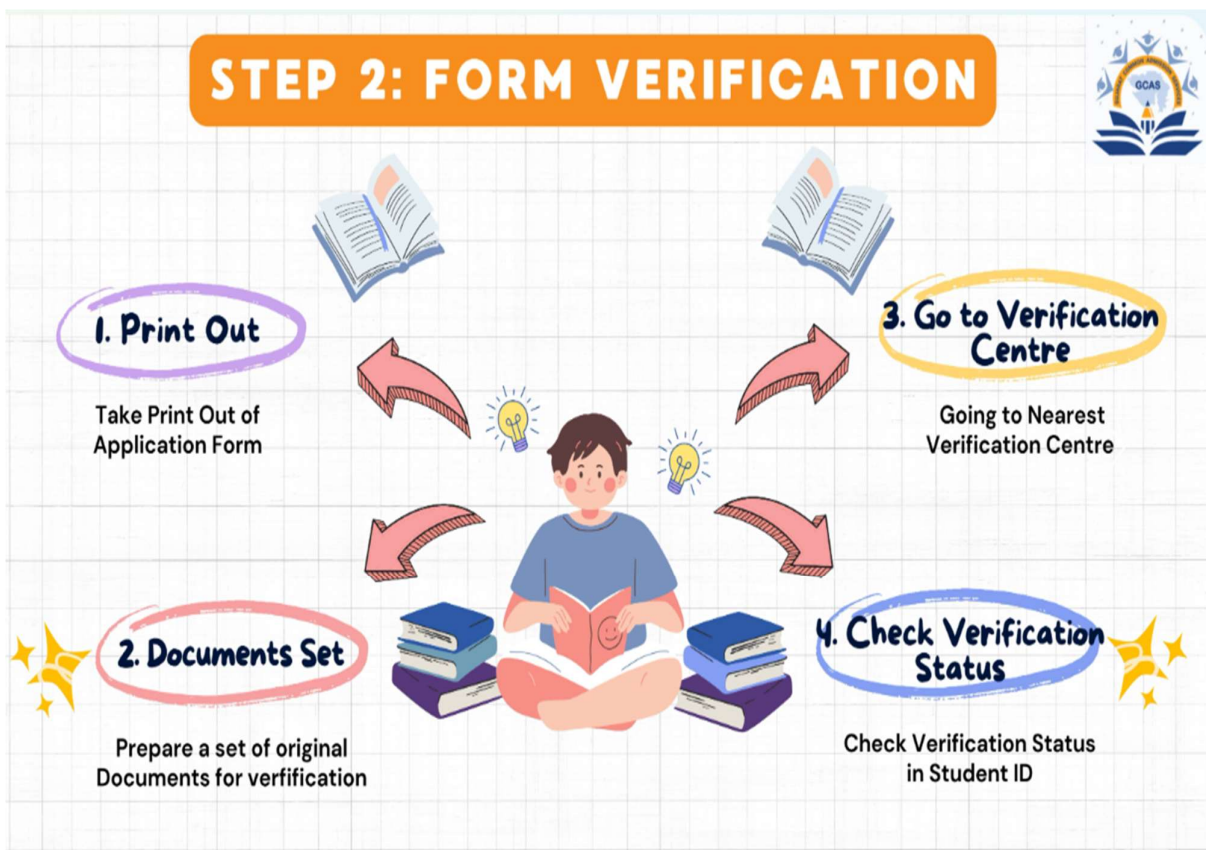 STEP 2: FORM VERIFICATION
GCAS
1. Print Out
Take Print Out of
Application Form
2. Documents Set
Prepare a set of original
Documents for verfification
3. Go to Verification
Centre
Going to Nearest
Verification Centre
4. Check Verification
Status
Check Verification Status
in Student ID